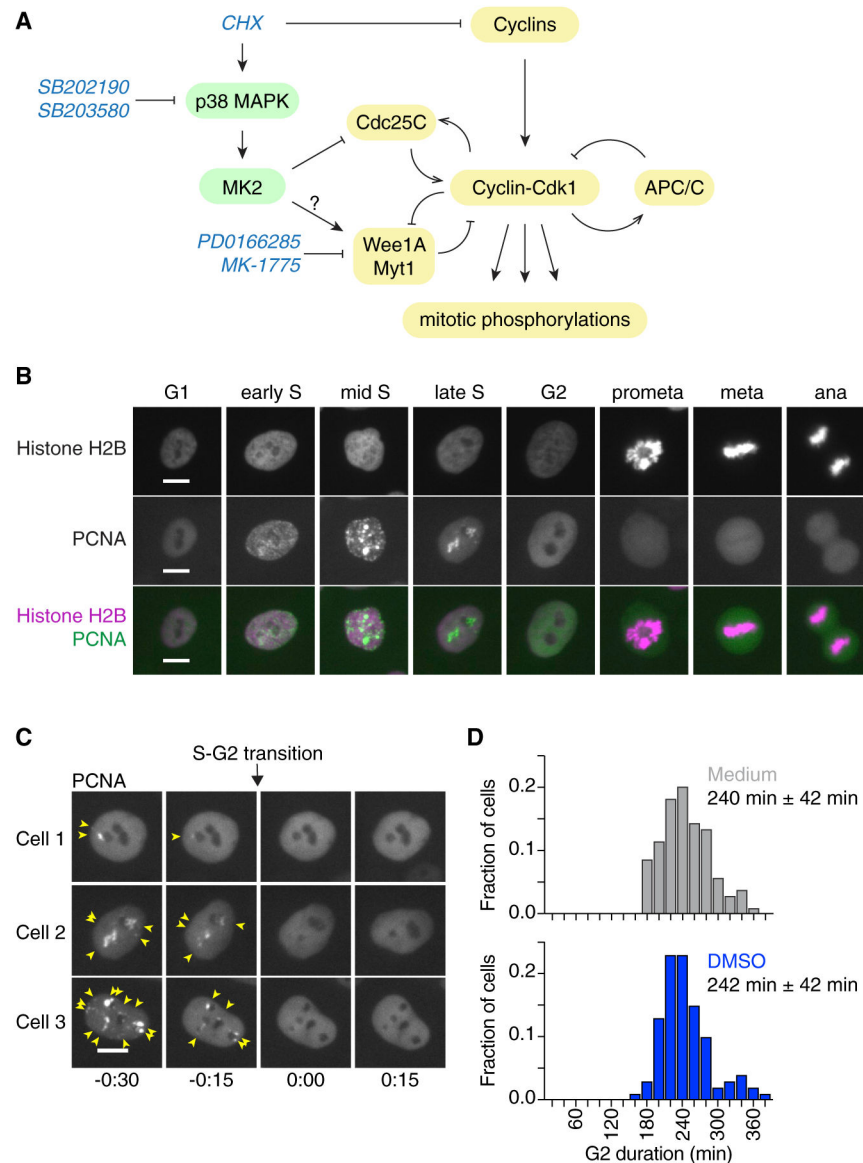 A
CHX
Cyclins
SB202190
SB203580
p38 MAPK
Cdc25C
MK2
Cyclin-Cdk1
APC/C
?
PD0166285
MK-1775
Wee1A
Myt1
mitotic phosphorylations
B
G1 early S mid S late S G2 prometa meta ana
Histone H2B
PCNA
Histone H2B
PCNA
C
S-G2 transition
PCNA
Cell 1
Cell 2
Cell 3
-0:30 -0:15 0:00 0:15
D
Medium
240 min ± 42 min
Fraction of cells
0.2
0.1
0.0
DMSO
242 min ± 42 min
Fraction of cells
0.2
0.1
0.0
60 120 180 240 300 360
G2 duration (min)